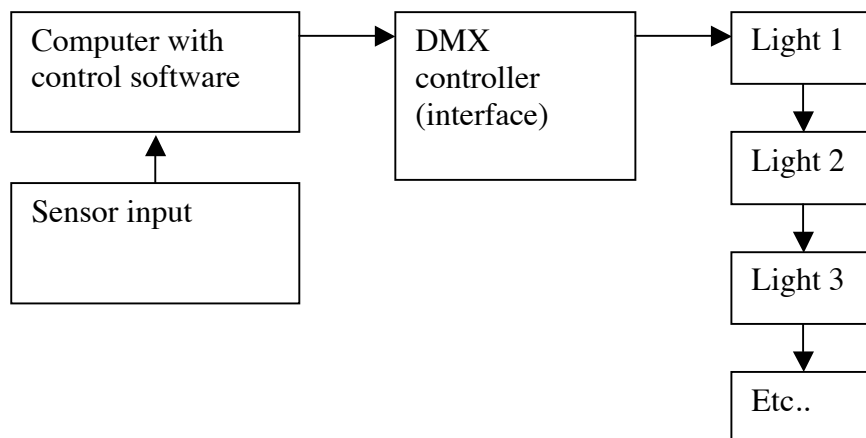 Computer with
control software
DMX
controller
(interface)
Light 1
Light 2
Sensor input
Light 3
Etc..